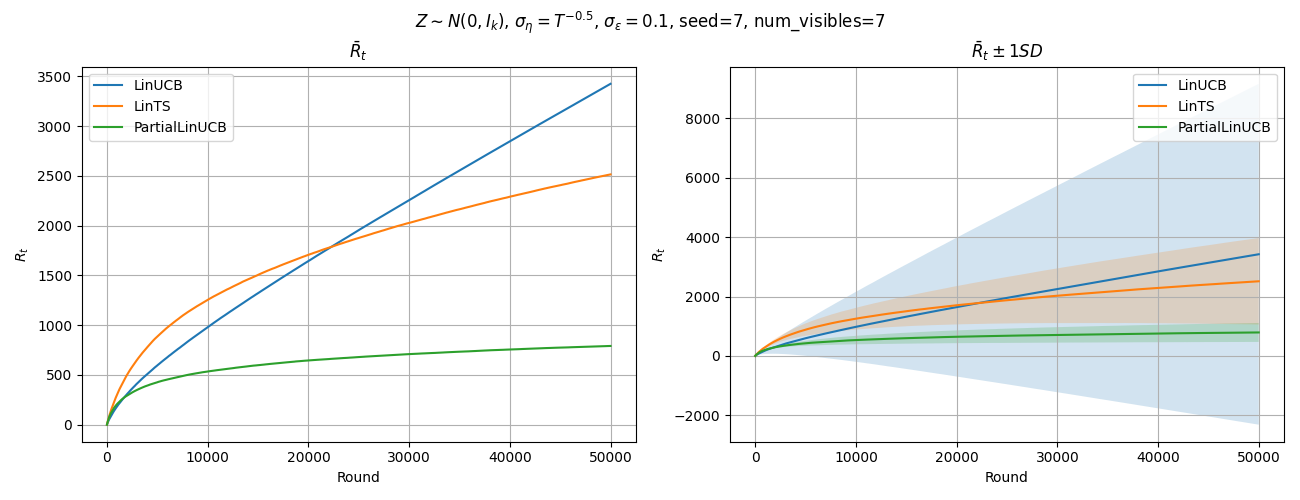 Z ∼ N(0, I_k), σ_η = T^{−0.5}, σ_ε = 0.1, seed=7, num_visibles=7
R̄_t
3500
3000
2500
2000
1500
1000
500
0
R_t
LinUCB
LinTS
PartialLinUCB
0 10000 20000 30000 40000 50000
Round
R̄_t ± 1SD
8000
6000
4000
2000
0
−2000
R_t
LinUCB
LinTS
PartialLinUCB
0 10000 20000 30000 40000 50000
Round